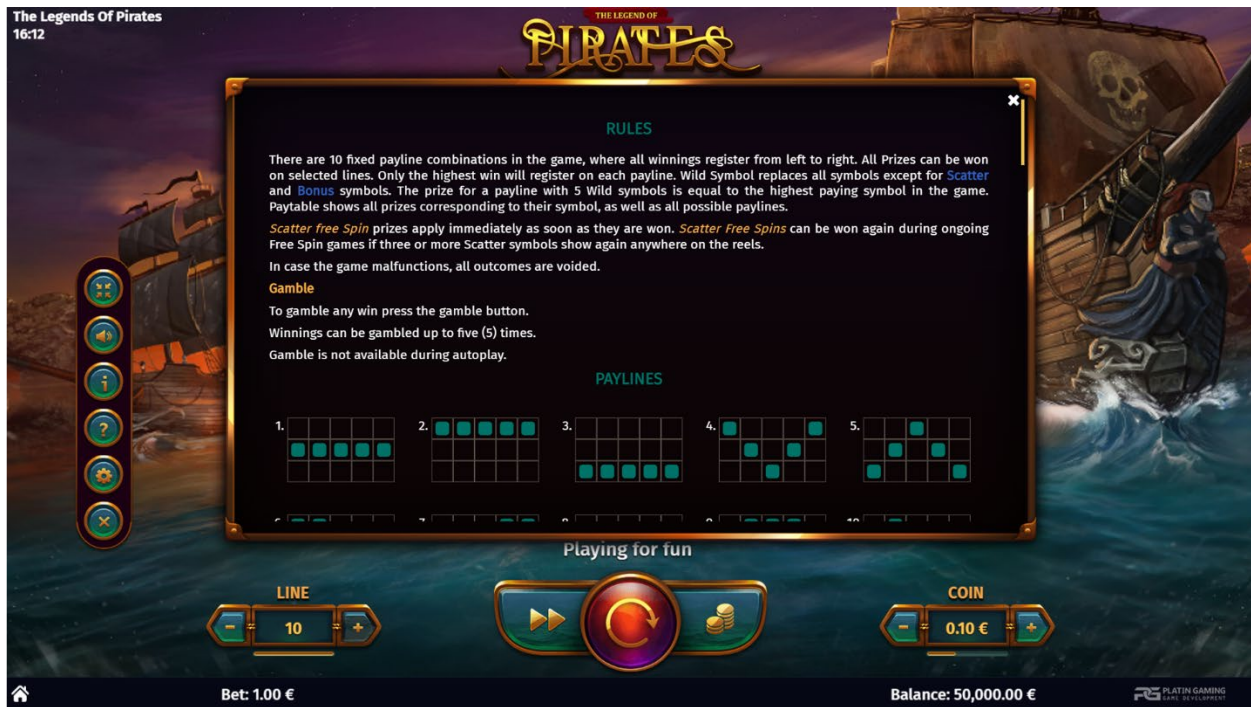 The Legends Of Pirates
16:12
THE LEGEND OF
PIRATES
RULES
There are 10 fixed payline combinations in the game, where all winnings register from left to right. All Prizes can be won
on selected lines. Only the highest win will register on each payline. Wild Symbol replaces all symbols except for Scatter
and Bonus symbols. The prize for a payline with 5 Wild symbols is equal to the highest paying symbol in the game.
Paytable shows all prizes corresponding to their symbol, as well as all possible paylines.
Scatter free Spin prizes apply immediately as soon as they are won. Scatter Free Spins can be won again during ongoing
Free Spin games if three or more Scatter symbols show again anywhere on the reels.
In case the game malfunctions, all outcomes are voided.
Gamble
To gamble any win press the gamble button.
Winnings can be gambled up to five (5) times.
Gamble is not available during autoplay.
PAYLINES
1. 2. 3. 4. 5.
Playing for fun
LINE
- 10 +
COIN
- 0.10 € +
Bet: 1.00 €
Balance: 50,000.00 €
PG PLATIN GAMING
GAME DEVELOPMENT